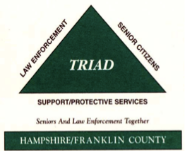 LAW ENFORCEMENT
SENIOR CITIZENS
TRIAD
SUPPORT/PROTECTIVE SERVICES
Seniors And Law Enforcement Together
HAMPSHIRE/FRANKLIN COUNTY